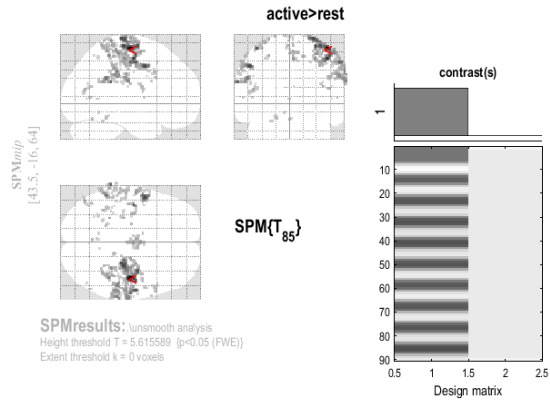 active>rest
SPMmip
[43.5, -16, 64]
SPM{T85}
SPMresults: .\unsmooth analysis
Height threshold T = 5.615589 {p<0.05 (FWE)}
Extent threshold k = 0 voxels
contrast(s)
1
10
20
30
40
50
60
70
80
90
0.5 1 1.5 2 2.5
Design matrix